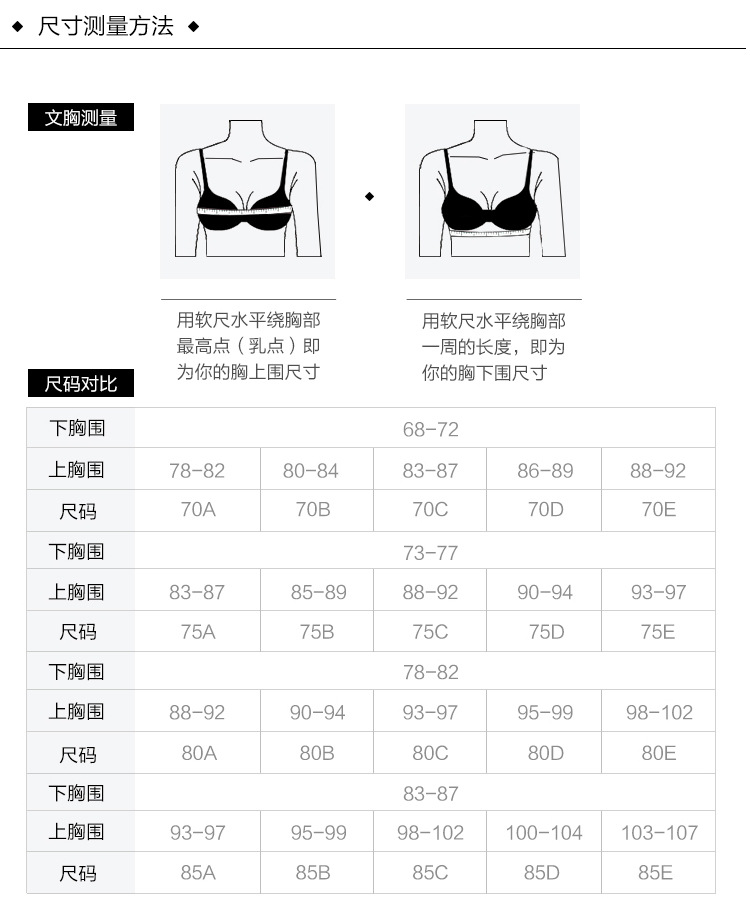 尺寸测量方法
文胸测量
用软尺水平绕胸部
最高点（乳点）即
为你的胸上围尺寸
用软尺水平绕胸部
一周的长度，即为
你的胸下围尺寸
尺码对比
下胸围 68-72
上胸围 78-82 80-84 83-87 86-89 88-92
尺码 70A 70B 70C 70D 70E
下胸围 73-77
上胸围 83-87 85-89 88-92 90-94 93-97
尺码 75A 75B 75C 75D 75E
下胸围 78-82
上胸围 88-92 90-94 93-97 95-99 98-102
尺码 80A 80B 80C 80D 80E
下胸围 83-87
上胸围 93-97 95-99 98-102 100-104 103-107
尺码 85A 85B 85C 85D 85E